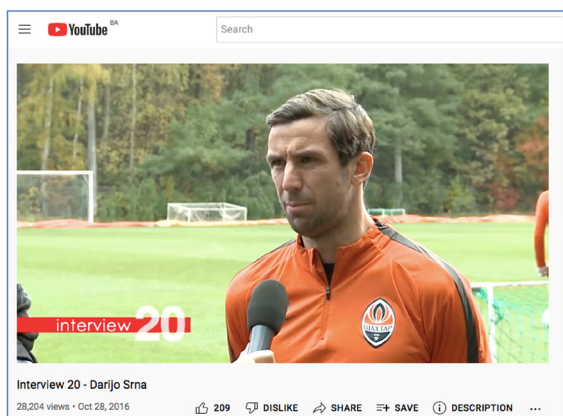 YouTube BA
Search
interview 20
ШАХТАР
Interview 20 - Darijo Srna
28,204 views • Oct 28, 2016
209 DISLIKE SHARE SAVE DESCRIPTION ...